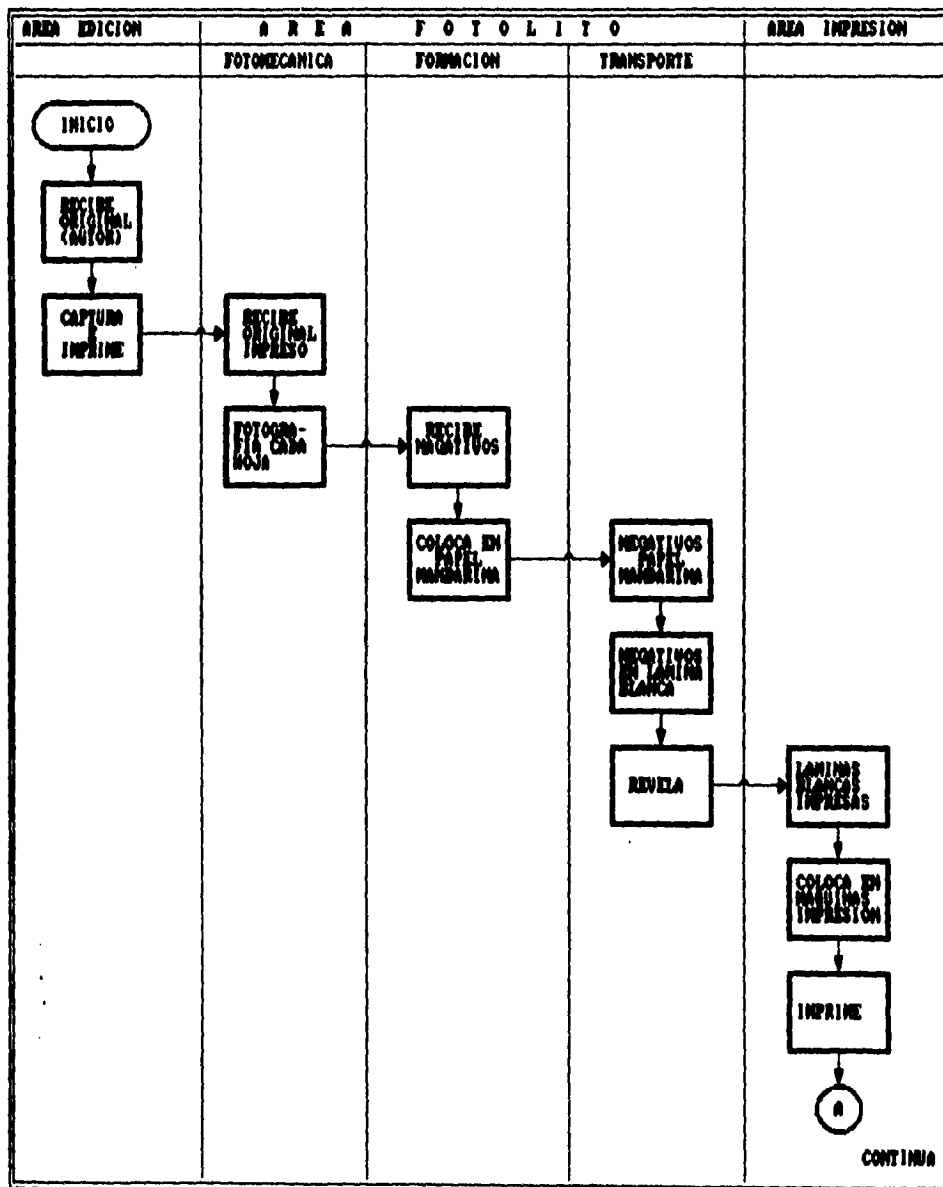 AREA EDICION
A R E A F O T O L I T O
AREA IMPRESION
FOTOMECANICA
FORMACION
TRANSPORTE
INICIO
RECIBE
ORIGINAL
(AUTOR)
CAPTURA
E
IMPRIME
RECIBE
ORIGINAL
IMPRESO
FOTOGRA-
FIA CADA
HOJA
RECIBE
MAGATIVOS
COLOCA EN
PAPEL
MANDARINA
NEGATIVOS
PAPEL
MANDARINA
NEGATIVOS
EN LAMINA
BLANCA
REVELA
LAMINAS
BLANCAS
IMPRESAS
COLOCA EN
MAQUINAS
IMPRESION
IMPRIME
A
CONTINUA